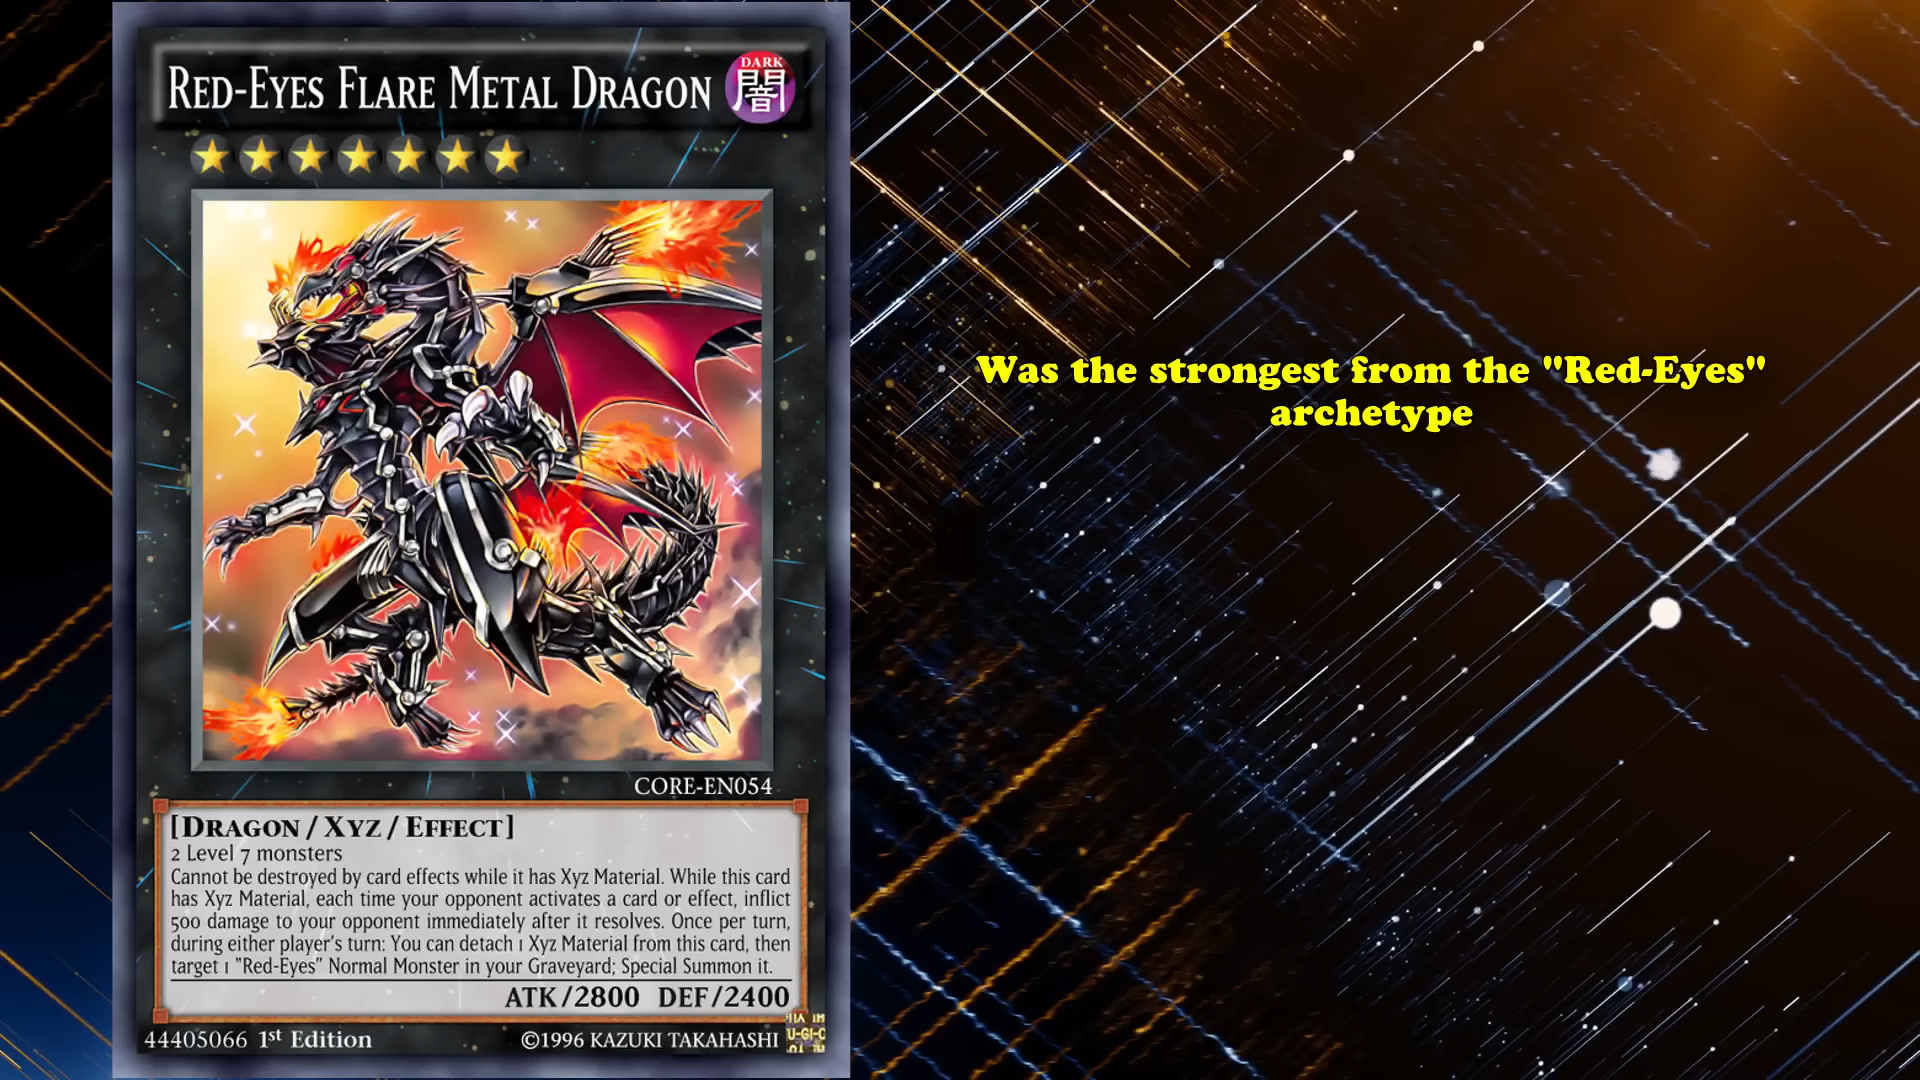 RED-EYES FLARE METAL DRAGON
DARK
闇
CORE-EN054
[DRAGON / XYZ / EFFECT]
2 Level 7 monsters
Cannot be destroyed by card effects while it has Xyz Material. While this card
has Xyz Material, each time your opponent activates a card or effect, inflict
500 damage to your opponent immediately after it resolves. Once per turn,
during either player's turn: You can detach 1 Xyz Material from this card, then
target 1 "Red-Eyes" Normal Monster in your Graveyard; Special Summon it.
ATK/2800 DEF/2400
44405066 1st Edition
©1996 KAZUKI TAKAHASHI
Was the strongest from the "Red-Eyes"
archetype